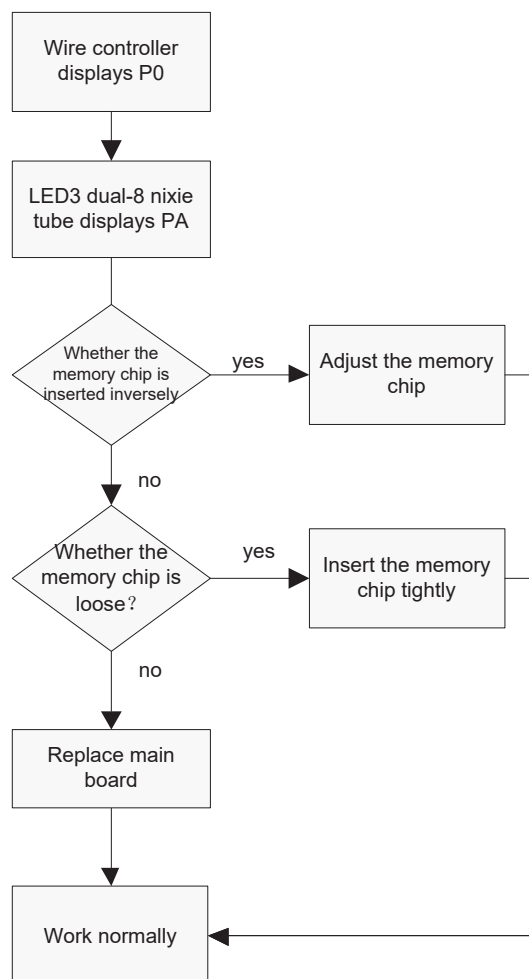 Wire controller
displays P0
LED3 dual-8 nixie
tube displays PA
Whether the
memory chip is
inserted inversely
yes
Adjust the memory
chip
no
Whether the
memory chip is
loose？
yes
Insert the memory
chip tightly
no
Replace main
board
Work normally